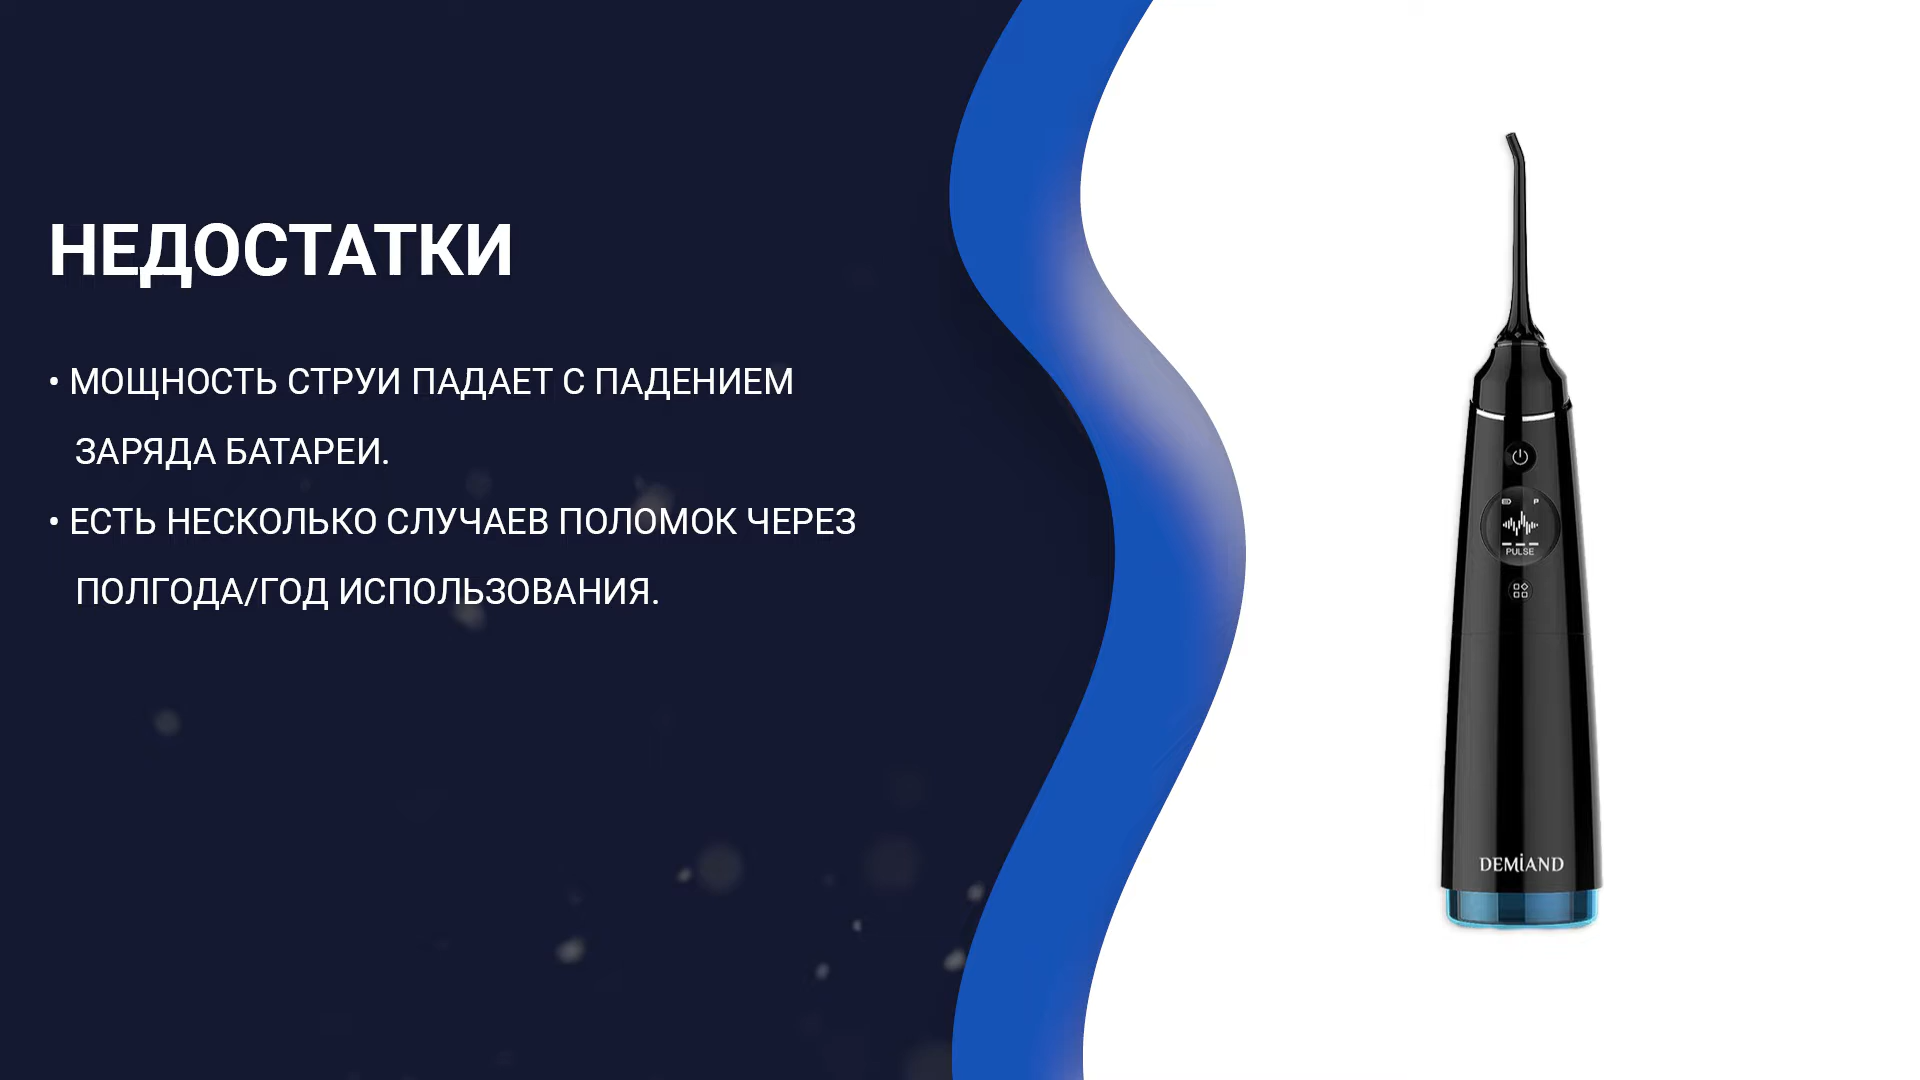 НЕДОСТАТКИ
• МОЩНОСТЬ СТРУИ ПАДАЕТ С ПАДЕНИЕМ
ЗАРЯДА БАТАРЕИ.
• ЕСТЬ НЕСКОЛЬКО СЛУЧАЕВ ПОЛОМОК ЧЕРЕЗ
ПОЛГОДА/ГОД ИСПОЛЬЗОВАНИЯ.
P
PULSE
DEMiAND